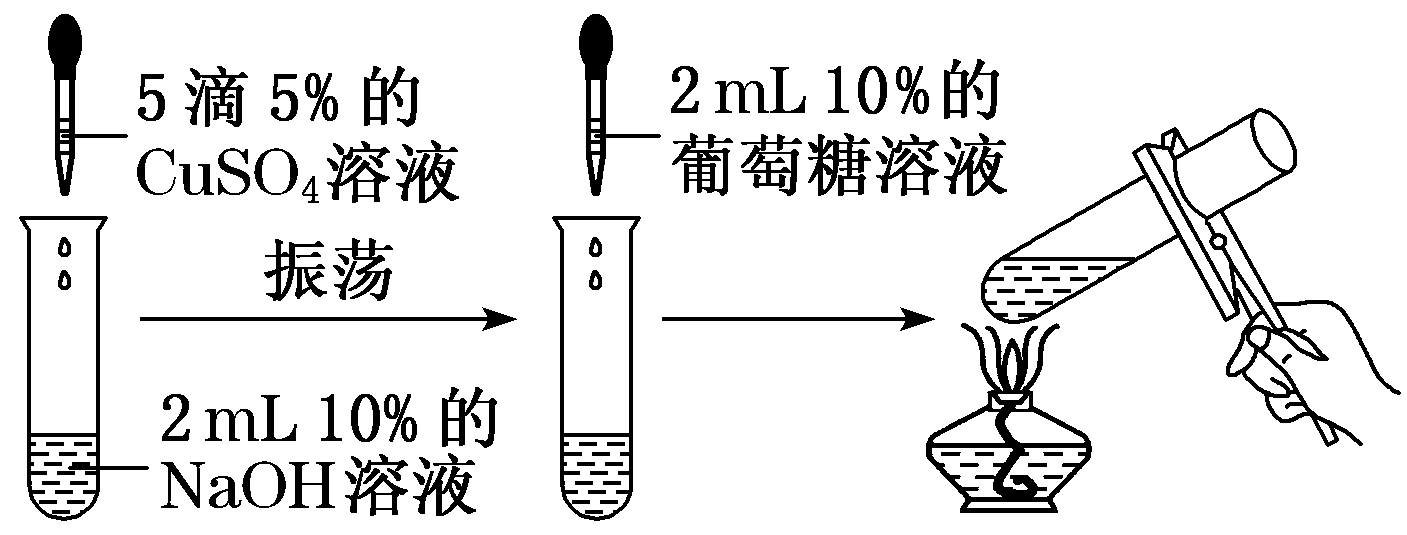 5 滴 5% 的
CuSO₄溶液
振荡
2 mL 10% 的
NaOH溶液
2 mL 10%的
葡萄糖溶液